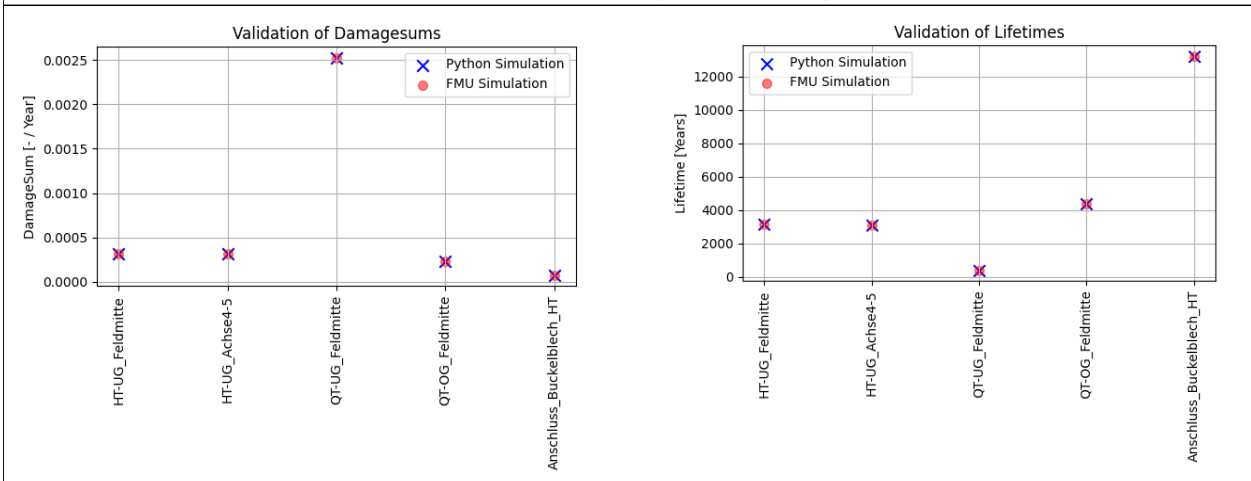 Validation of Damagesums
DamageSum [- / Year]
0.0025
0.0020
0.0015
0.0010
0.0005
0.0000
Python Simulation
FMU Simulation
HT-UG_Feldmitte
HT-UG_Achse4-5
QT-UG_Feldmitte
QT-OG_Feldmitte
Anschluss_Buckelblech_HT
Validation of Lifetimes
Lifetime [Years]
12000
10000
8000
6000
4000
2000
0
Python Simulation
FMU Simulation
HT-UG_Feldmitte
HT-UG_Achse4-5
QT-UG_Feldmitte
QT-OG_Feldmitte
Anschluss_Buckelblech_HT